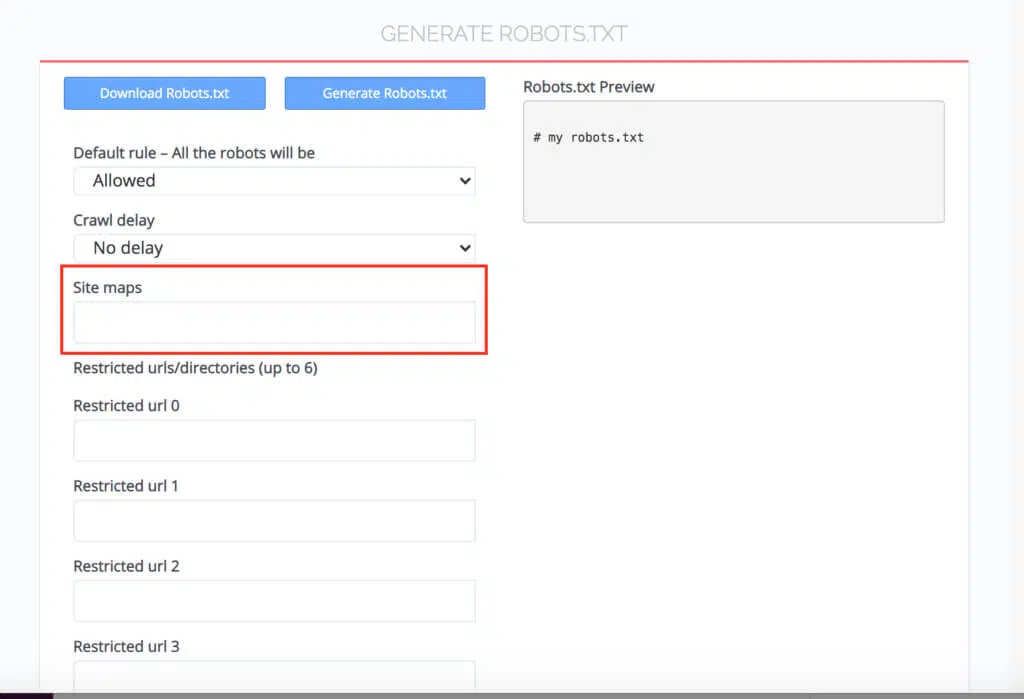 GENERATE ROBOTS.TXT
Download Robots.txt
Generate Robots.txt
Robots.txt Preview
# my robots.txt
Default rule – All the robots will be
Allowed
Crawl delay
No delay
Site maps
Restricted urls/directories (up to 6)
Restricted url 0
Restricted url 1
Restricted url 2
Restricted url 3